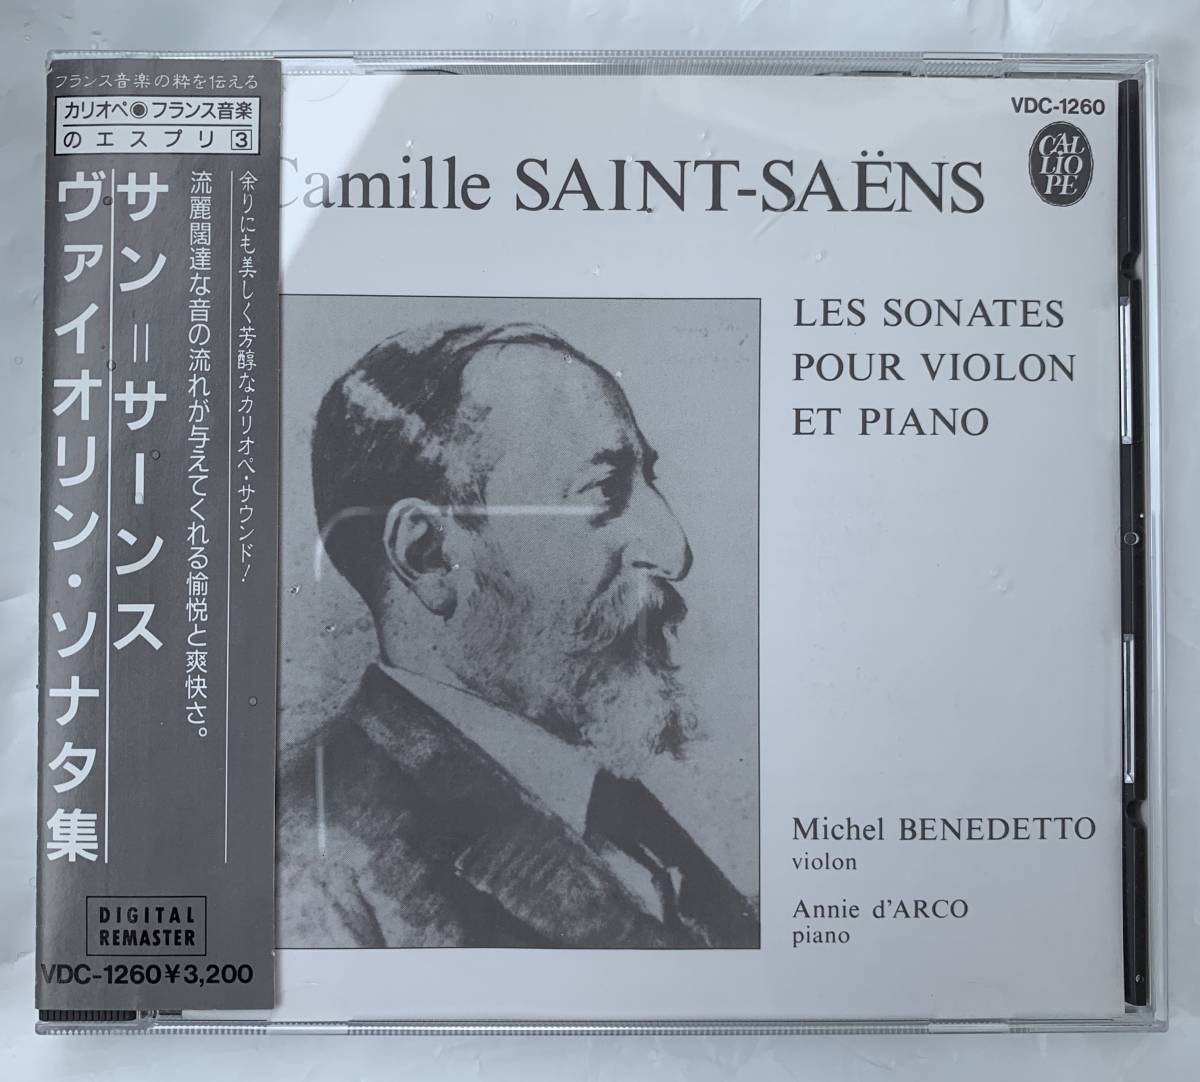 フランス音楽の粋を伝える
カリオペ◉フランス音楽
のエスプリ 3
余りにも美しく芳醇なカリオペ・サウンド!
流麗闊達な音の流れが与えてくれる愉悦と爽快さ。
サン=サーンス
ヴァイオリン・ソナタ集
DIGITAL
REMASTER
VDC-1260¥3,200
VDC-1260
CAL
LIO
PE
Camille SAINT-SAËNS
LES SONATES
POUR VIOLON
ET PIANO
Michel BENEDETTO
violon
Annie d'ARCO
piano